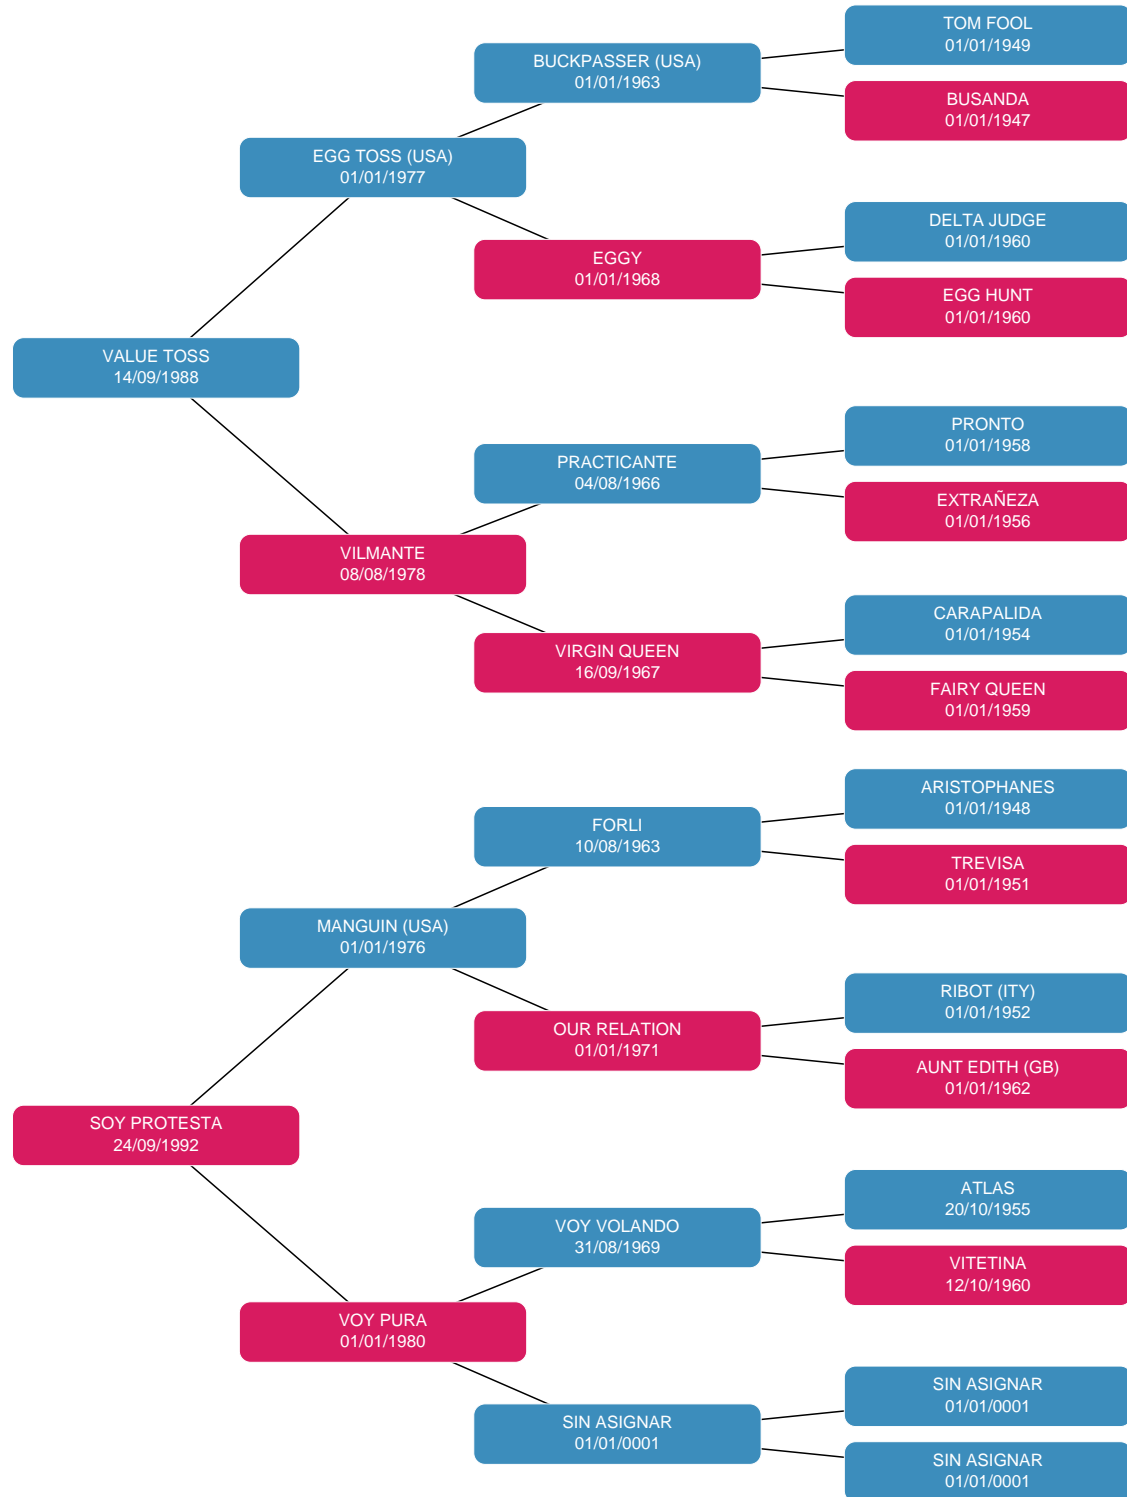 TOM FOOL
01/01/1949
BUCKPASSER (USA)
01/01/1963
BUSANDA
01/01/1947
EGG TOSS (USA)
01/01/1977
DELTA JUDGE
01/01/1960
EGGY
01/01/1968
EGG HUNT
01/01/1960
VALUE TOSS
14/09/1988
PRONTO
01/01/1958
PRACTICANTE
04/08/1966
EXTRAÑEZA
01/01/1956
VILMANTE
08/08/1978
CARAPALIDA
01/01/1954
VIRGIN QUEEN
16/09/1967
FAIRY QUEEN
01/01/1959
ARISTOPHANES
01/01/1948
FORLI
10/08/1963
TREVISA
01/01/1951
MANGUIN (USA)
01/01/1976
RIBOT (ITY)
01/01/1952
OUR RELATION
01/01/1971
AUNT EDITH (GB)
01/01/1962
SOY PROTESTA
24/09/1992
ATLAS
20/10/1955
VOY VOLANDO
31/08/1969
VITETINA
12/10/1960
VOY PURA
01/01/1980
SIN ASIGNAR
01/01/0001
SIN ASIGNAR
01/01/0001
SIN ASIGNAR
01/01/0001